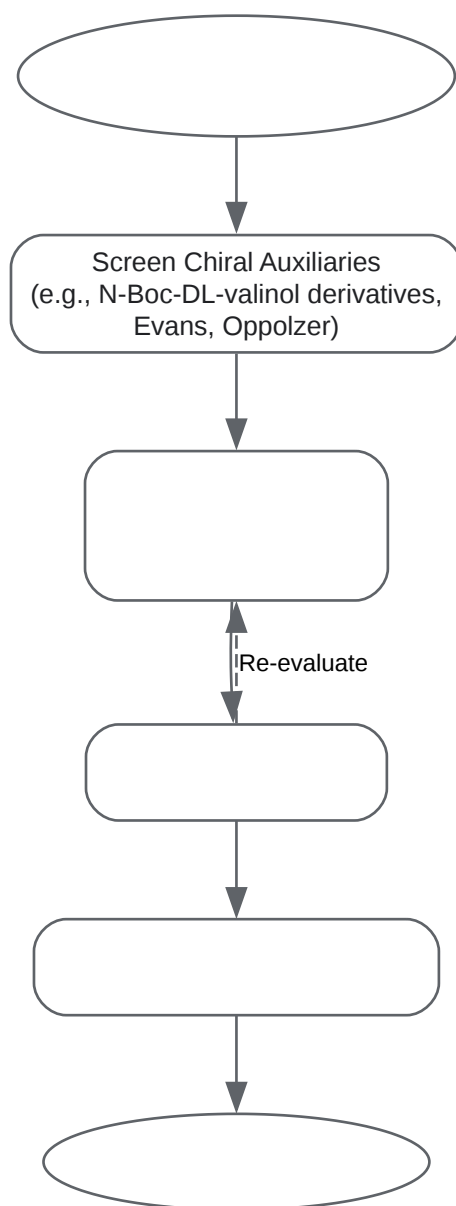 Screen Chiral Auxiliaries
(e.g., N-Boc-DL-valinol derivatives,
Evans, Oppolzer)
Re-evaluate